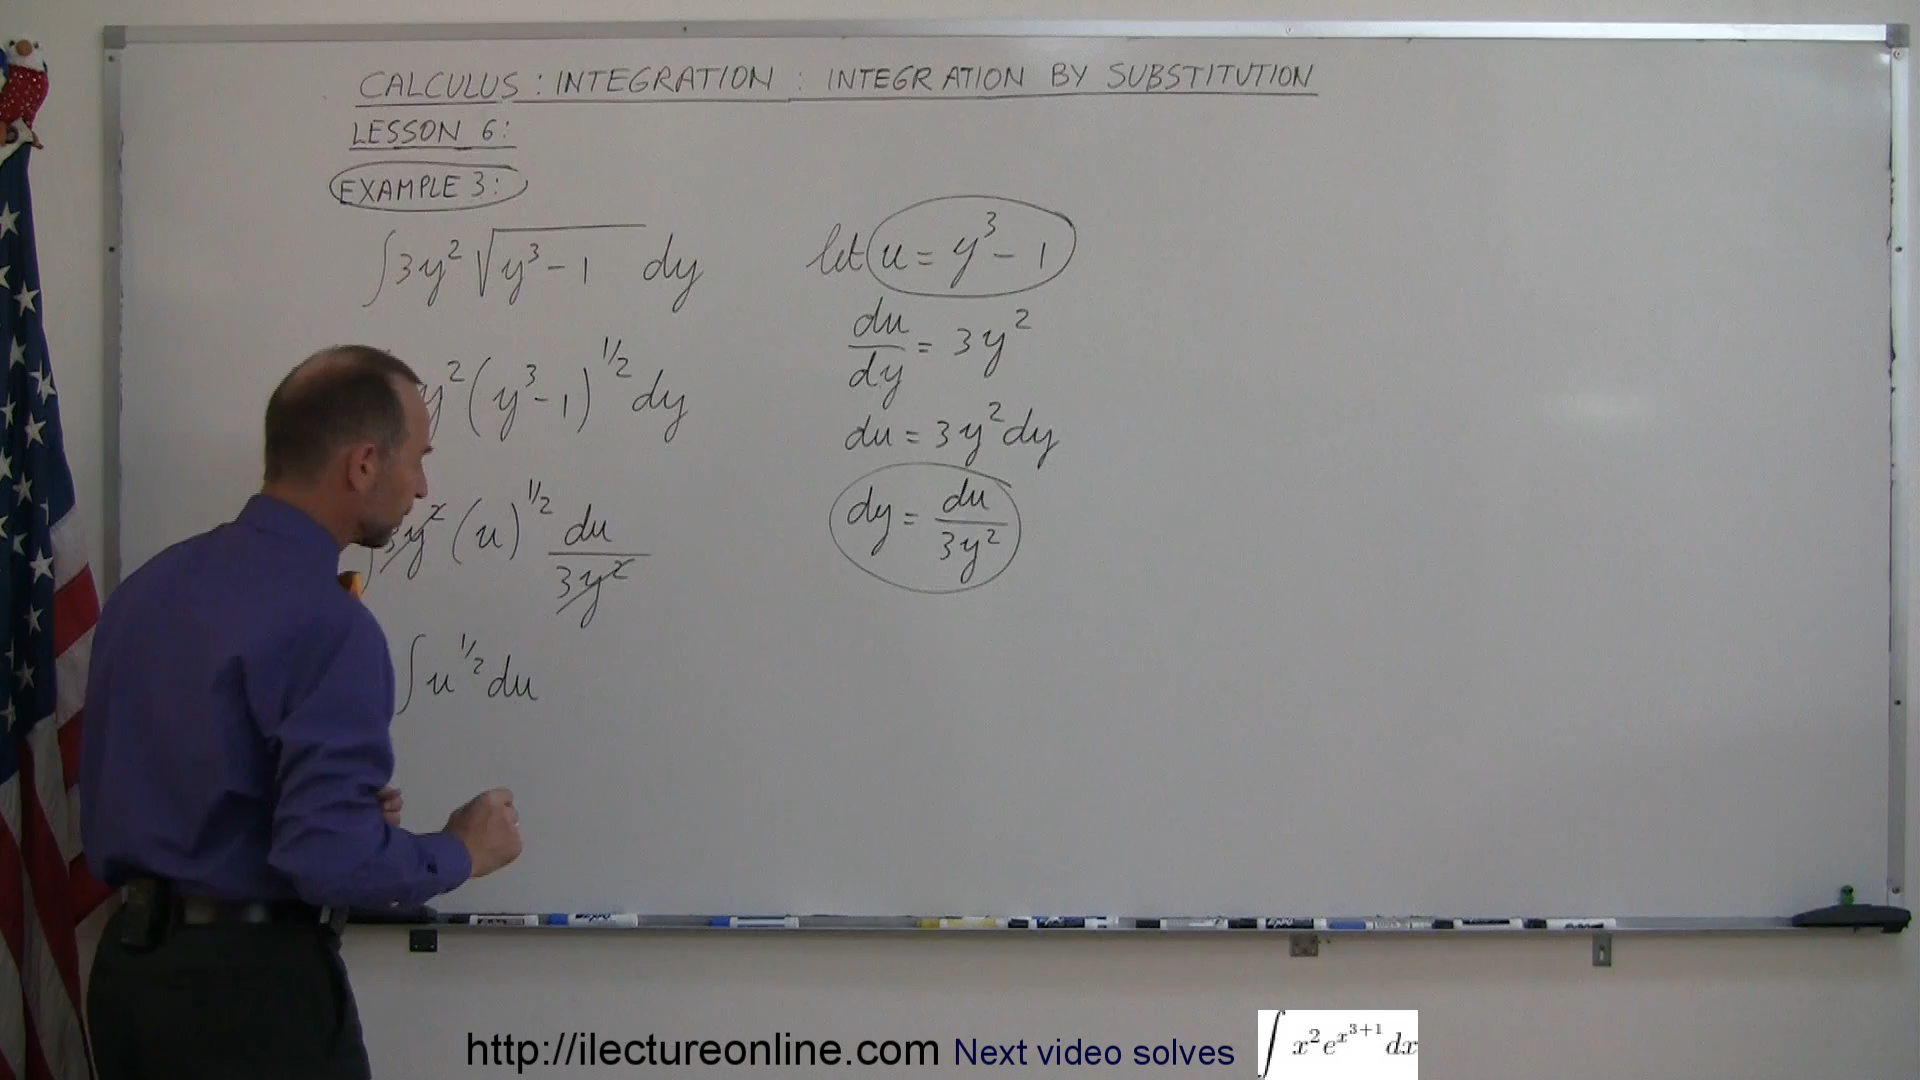 CALCULUS : INTEGRATION : INTEGRATION BY SUBSTITUTION
LESSON 6:
EXAMPLE 3:
∫3y²√(y³-1) dy
y²(y³-1)^1/2 dy
∫3y²(u)^1/2 du/3y²
∫u^1/2 du
let u = y³-1
du/dy = 3y²
du = 3y²dy
dy = du/3y²
http://ilectureonline.com Next video solves ∫x²e^x^3+1 dx